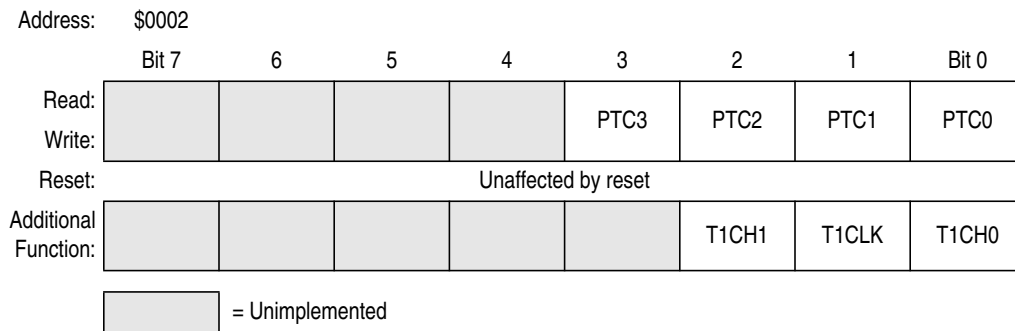 Address: $0002
Bit 7 6 5 4 3 2 1 Bit 0
Read:
Write:
PTC3 PTC2 PTC1 PTC0
Reset: Unaffected by reset
Additional
Function:
T1CH1 T1CLK T1CH0
= Unimplemented